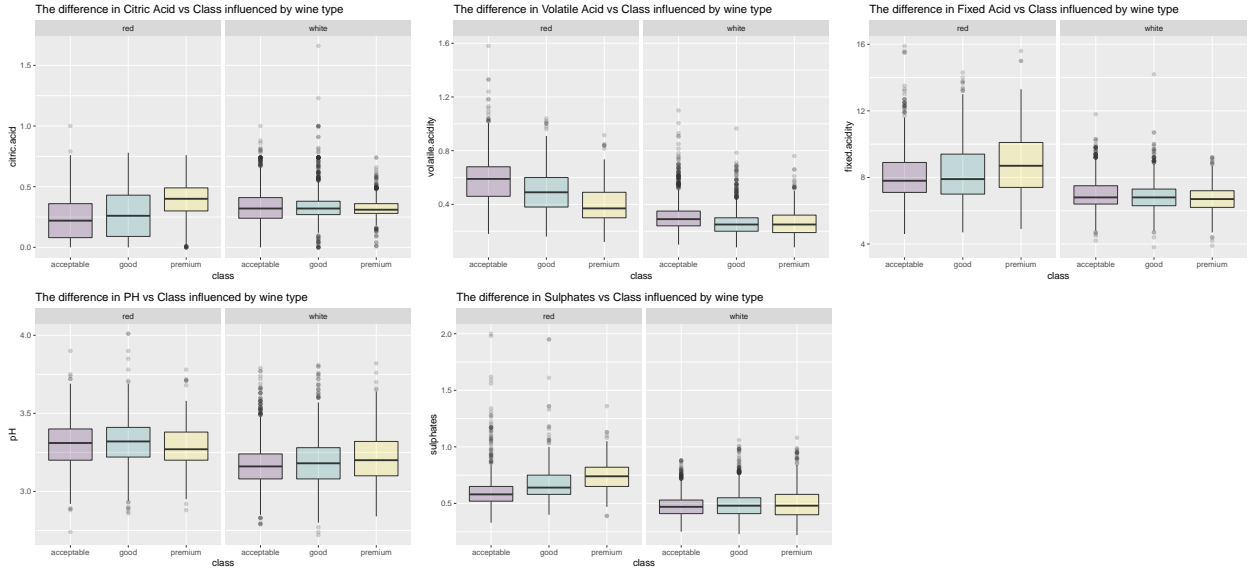 The difference in Citric Acid vs Class influenced by wine type
red
white
citric.acid
1.5
1.0
0.5
0.0
acceptable
good
premium
acceptable
good
premium
class
The difference in Volatile Acid vs Class influenced by wine type
red
white
volatile.acidity
1.6
1.2
0.8
0.4
acceptable
good
premium
acceptable
good
premium
class
The difference in Fixed Acid vs Class influenced by wine type
red
white
fixed.acidity
16
12
8
4
acceptable
good
premium
acceptable
good
premium
class
The difference in PH vs Class influenced by wine type
red
white
pH
4.0
3.5
3.0
acceptable
good
premium
acceptable
good
premium
class
The difference in Sulphates vs Class influenced by wine type
red
white
sulphates
2.0
1.5
1.0
0.5
acceptable
good
premium
acceptable
good
premium
class